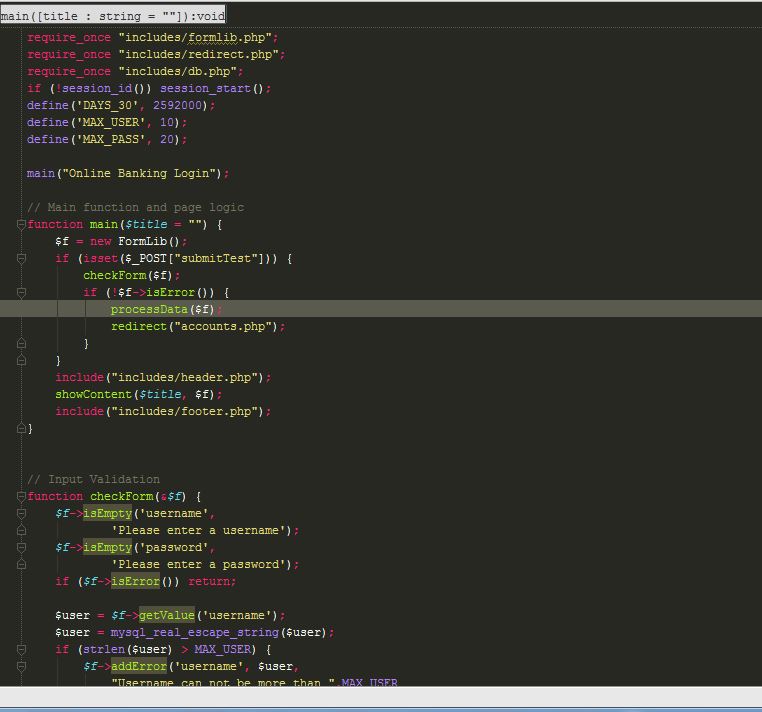 main([title : string = ""]):void
require_once "includes/formlib.php";
require_once "includes/redirect.php";
require_once "includes/db.php";
if (!session_id()) session_start();
define('DAYS_30', 2592000);
define('MAX_USER', 10);
define('MAX_PASS', 20);
main("Online Banking Login");
// Main function and page logic
function main($title = "") {
$f = new FormLib();
if (isset($_POST["submitTest"])) {
checkForm($f);
if (!$f->isError()) {
processData($f);
redirect("accounts.php");
}
}
include("includes/header.php");
showContent($title, $f);
include("includes/footer.php");
}
// Input Validation
function checkForm(&$f) {
$f->isEmpty('username',
'Please enter a username');
$f->isEmpty('password',
'Please enter a password');
if ($f->isError()) return;
$user = $f->getValue('username');
$user = mysql_real_escape_string($user);
if (strlen($user) > MAX_USER) {
$f->addError('username', $user,
"Username can not be more than ".MAX_USER